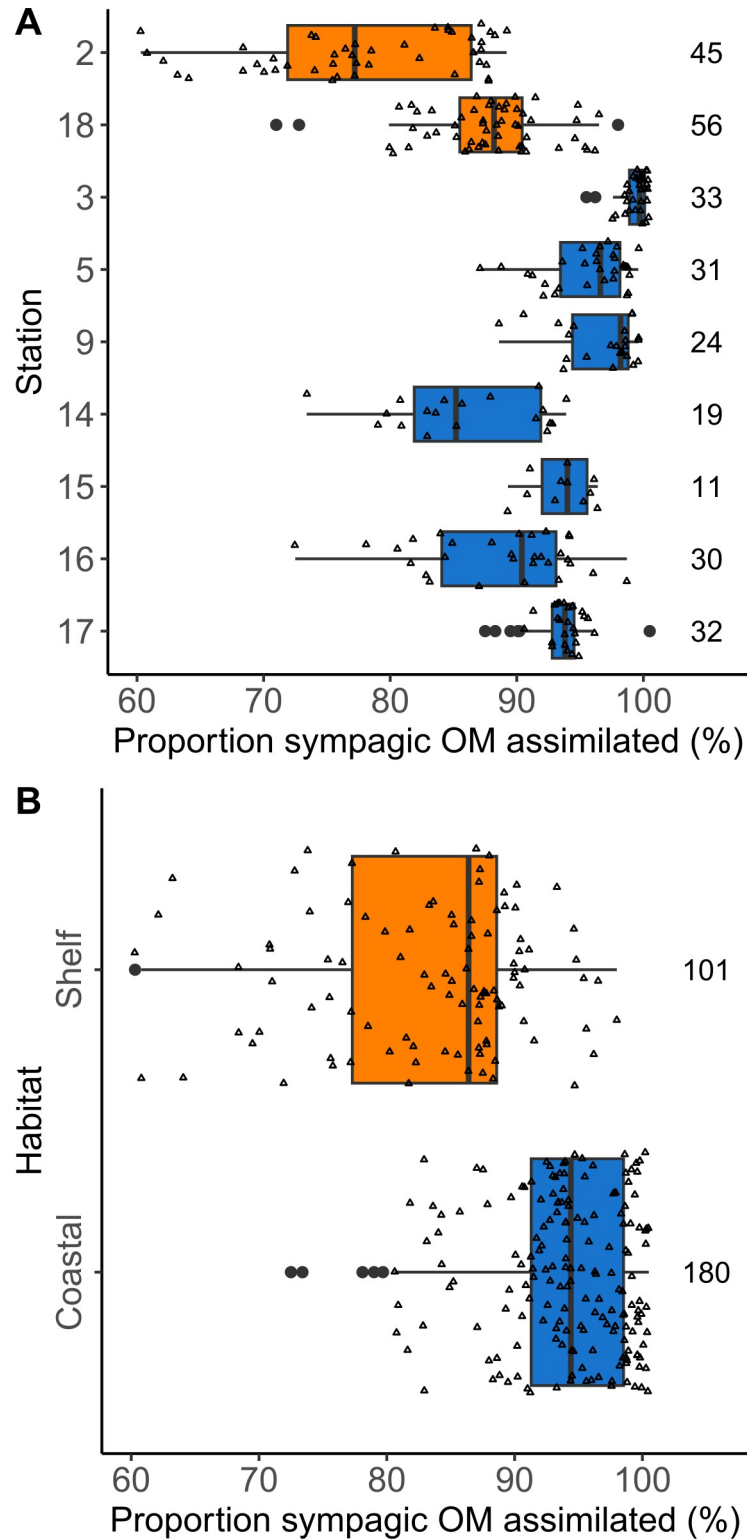 A
Station
2 45
18 56
3 33
5 31
9 24
14 19
15 11
16 30
17 32
60 70 80 90 100
Proportion sympagic OM assimilated (%)
B
Habitat
Shelf 101
Coastal 180
60 70 80 90 100
Proportion sympagic OM assimilated (%)